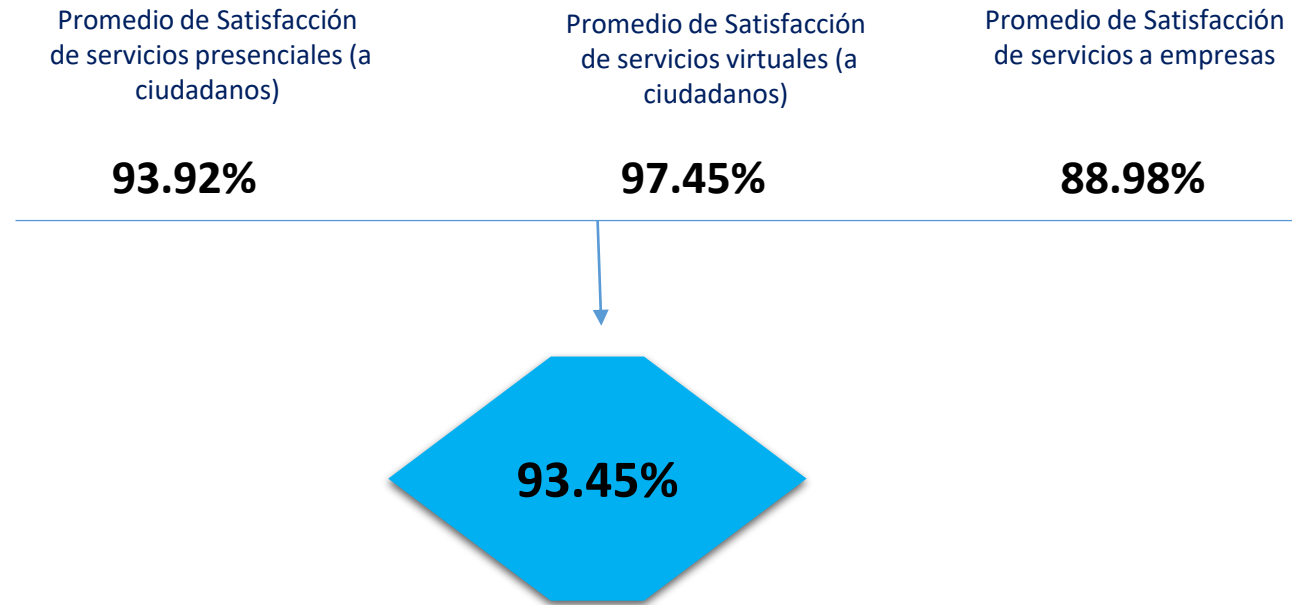 Promedio de Satisfacción
de servicios presenciales (a
ciudadanos)
93.92%
Promedio de Satisfacción
de servicios virtuales (a
ciudadanos)
97.45%
Promedio de Satisfacción
de servicios a empresas
88.98%
93.45%